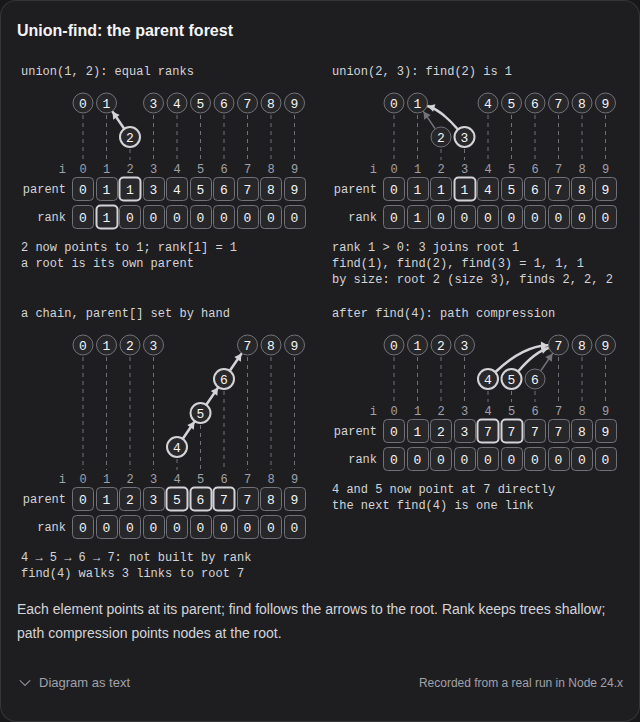 Union-find: the parent forest
union(1, 2): equal ranks
0 1 3 4 5 6 7 8 9
2
i 0 1 2 3 4 5 6 7 8 9
parent 0 1 1 3 4 5 6 7 8 9
rank 0 1 0 0 0 0 0 0 0 0
2 now points to 1; rank[1] = 1
a root is its own parent
union(2, 3): find(2) is 1
0 1 4 5 6 7 8 9
2 3
i 0 1 2 3 4 5 6 7 8 9
parent 0 1 1 1 4 5 6 7 8 9
rank 0 1 0 0 0 0 0 0 0 0
rank 1 > 0: 3 joins root 1
find(1), find(2), find(3) = 1, 1, 1
by size: root 2 (size 3), finds 2, 2, 2
a chain, parent[] set by hand
0 1 2 3 7 8 9
6
5
4
i 0 1 2 3 4 5 6 7 8 9
parent 0 1 2 3 5 6 7 7 8 9
rank 0 0 0 0 0 0 0 0 0 0
4 → 5 → 6 → 7: not built by rank
find(4) walks 3 links to root 7
after find(4): path compression
0 1 2 3 7 8 9
4 5 6
i 0 1 2 3 4 5 6 7 8 9
parent 0 1 2 3 7 7 7 7 8 9
rank 0 0 0 0 0 0 0 0 0 0
4 and 5 now point at 7 directly
the next find(4) is one link
Each element points at its parent; find follows the arrows to the root. Rank keeps trees shallow;
path compression points nodes at the root.
Diagram as text
Recorded from a real run in Node 24.x